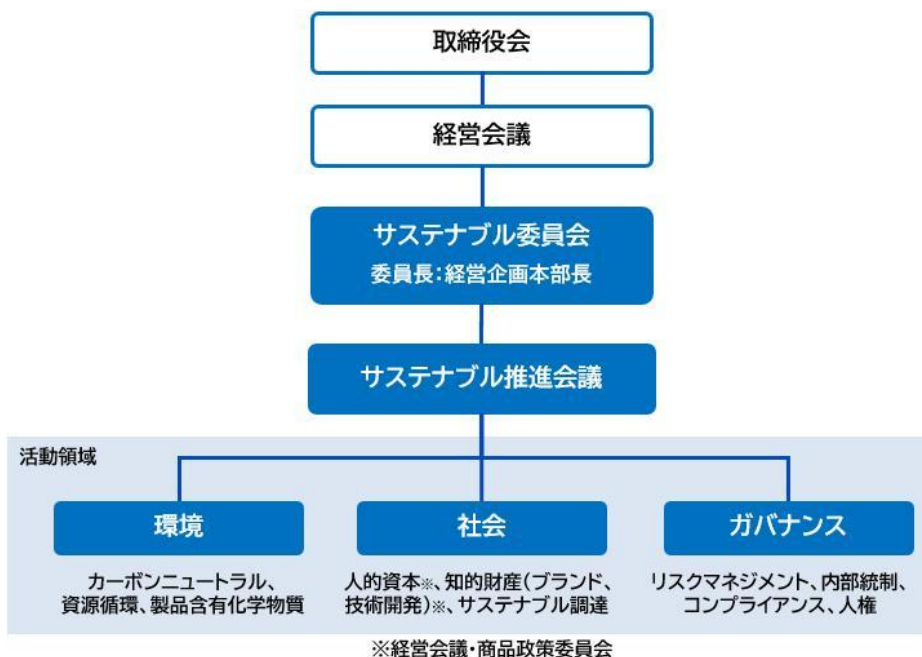 取締役会
経営会議
サステナブル委員会
委員長:経営企画本部長
サステナブル推進会議
活動領域
環境
カーボンニュートラル、
資源循環、製品含有化学物質
社会
人的資本※、知的財産(ブランド、
技術開発)※、サステナブル調達
ガバナンス
リスクマネジメント、内部統制、
コンプライアンス、人権
※経営会議・商品政策委員会